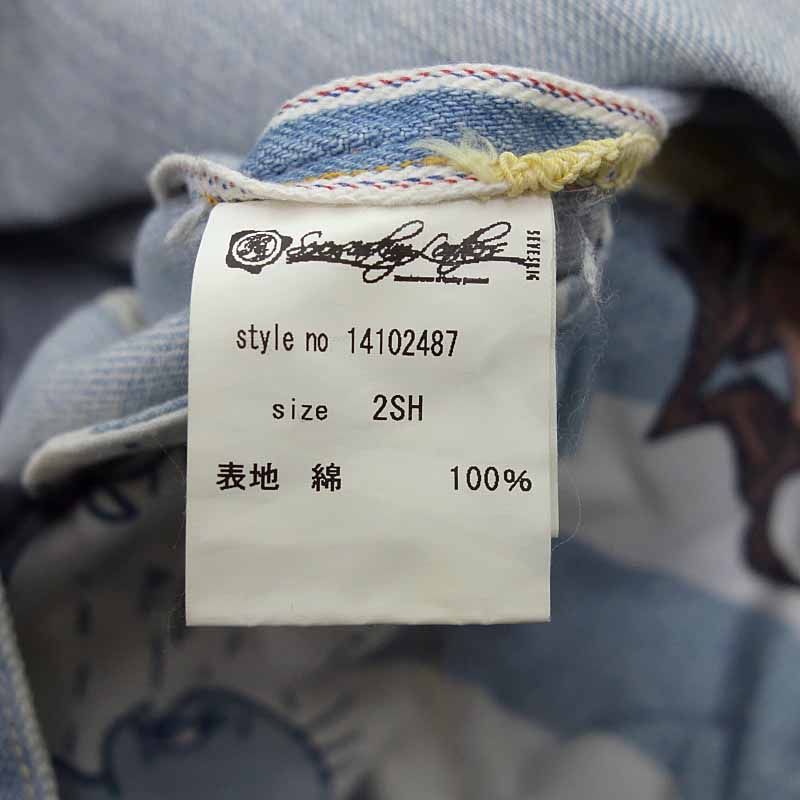 style no 14102487
size 2SH
表地 綿 100%